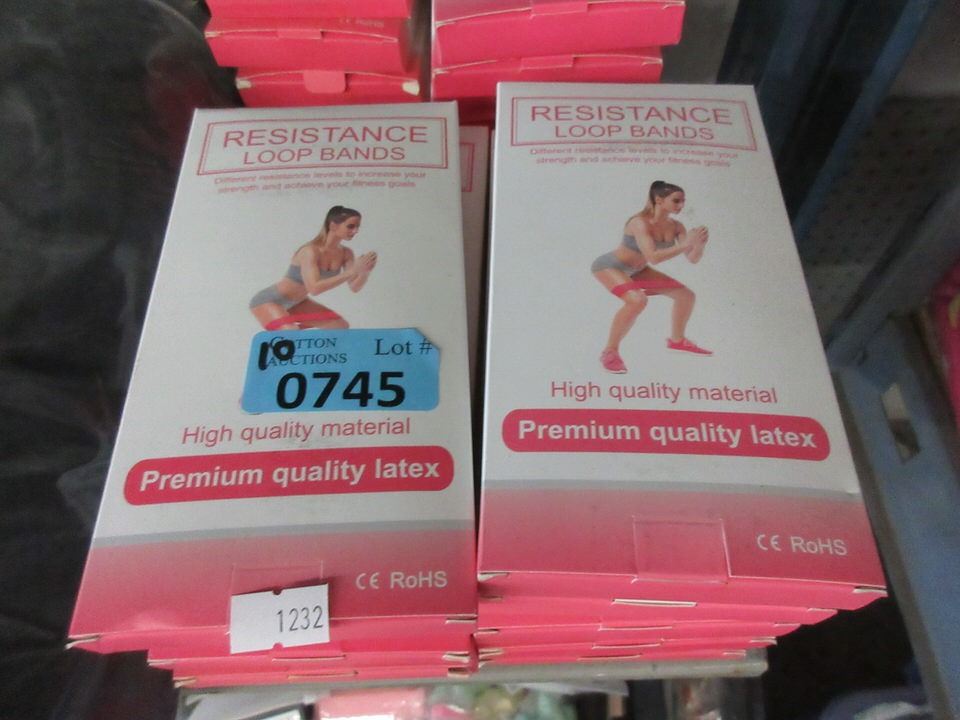 CE RoHS
RESISTANCE
LOOP BANDS
Different resistance levels to increase your
strength and achieve your fitness goals
10
COTTON
AUCTIONS
Lot #
0745
High quality material
Premium quality latex
CE RoHS
1232
RESISTANCE
LOOP BANDS
Different resistance levels to increase your
strength and achieve your fitness goals
High quality material
Premium quality latex
CE RoHS